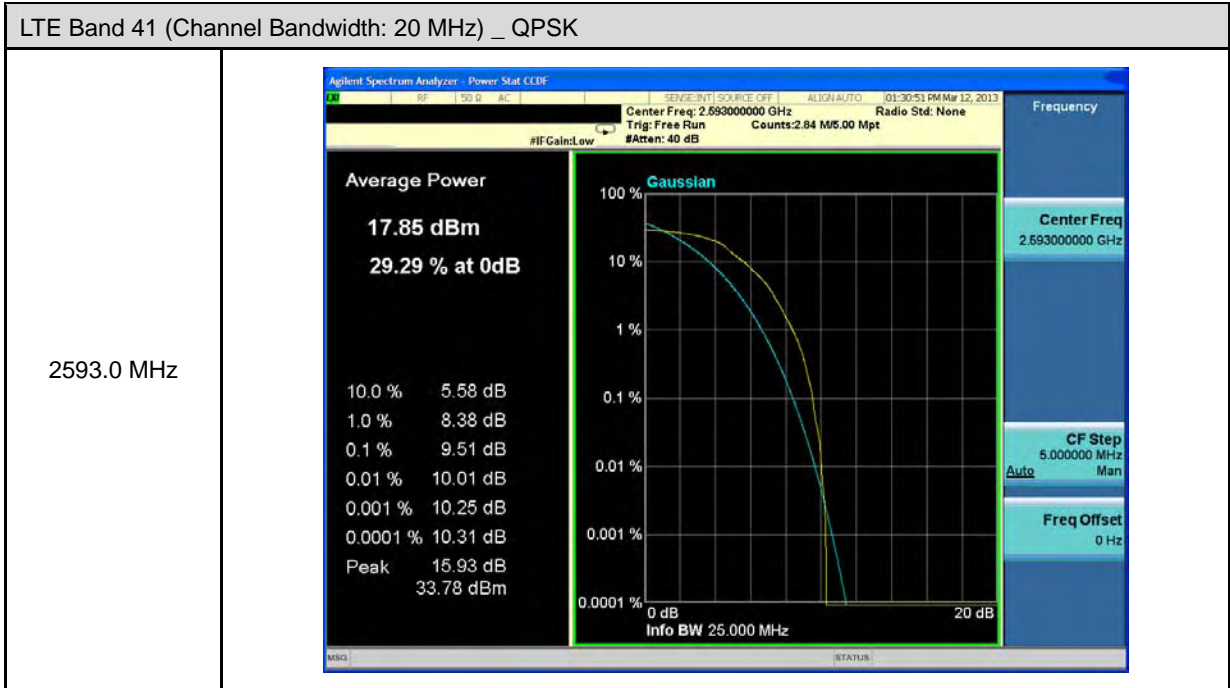 LTE Band 41 (Channel Bandwidth: 20 MHz) _ QPSK
2593.0 MHz
Agilent Spectrum Analyzer - Power Stat CCDF
RF 50 Ω AC SENSE:INT SOURCE OFF ALIGN AUTO 01:30:51 PM Mar 12, 2013
Center Freq: 2.593000000 GHz Radio Std: None
Trig: Free Run Counts:2.84 M/5.00 Mpt
#IFGain:Low #Atten: 40 dB
Average Power
17.85 dBm
29.29 % at 0dB
10.0 % 5.58 dB
1.0 % 8.38 dB
0.1 % 9.51 dB
0.01 % 10.01 dB
0.001 % 10.25 dB
0.0001 % 10.31 dB
Peak 15.93 dB
33.78 dBm
Gaussian
100 %
10 %
1 %
0.1 %
0.01 %
0.001 %
0.0001 %
0 dB 20 dB
Info BW 25.000 MHz
Frequency
Center Freq
2.593000000 GHz
CF Step
5.000000 MHz
Auto Man
Freq Offset
0 Hz
MSG STATUS